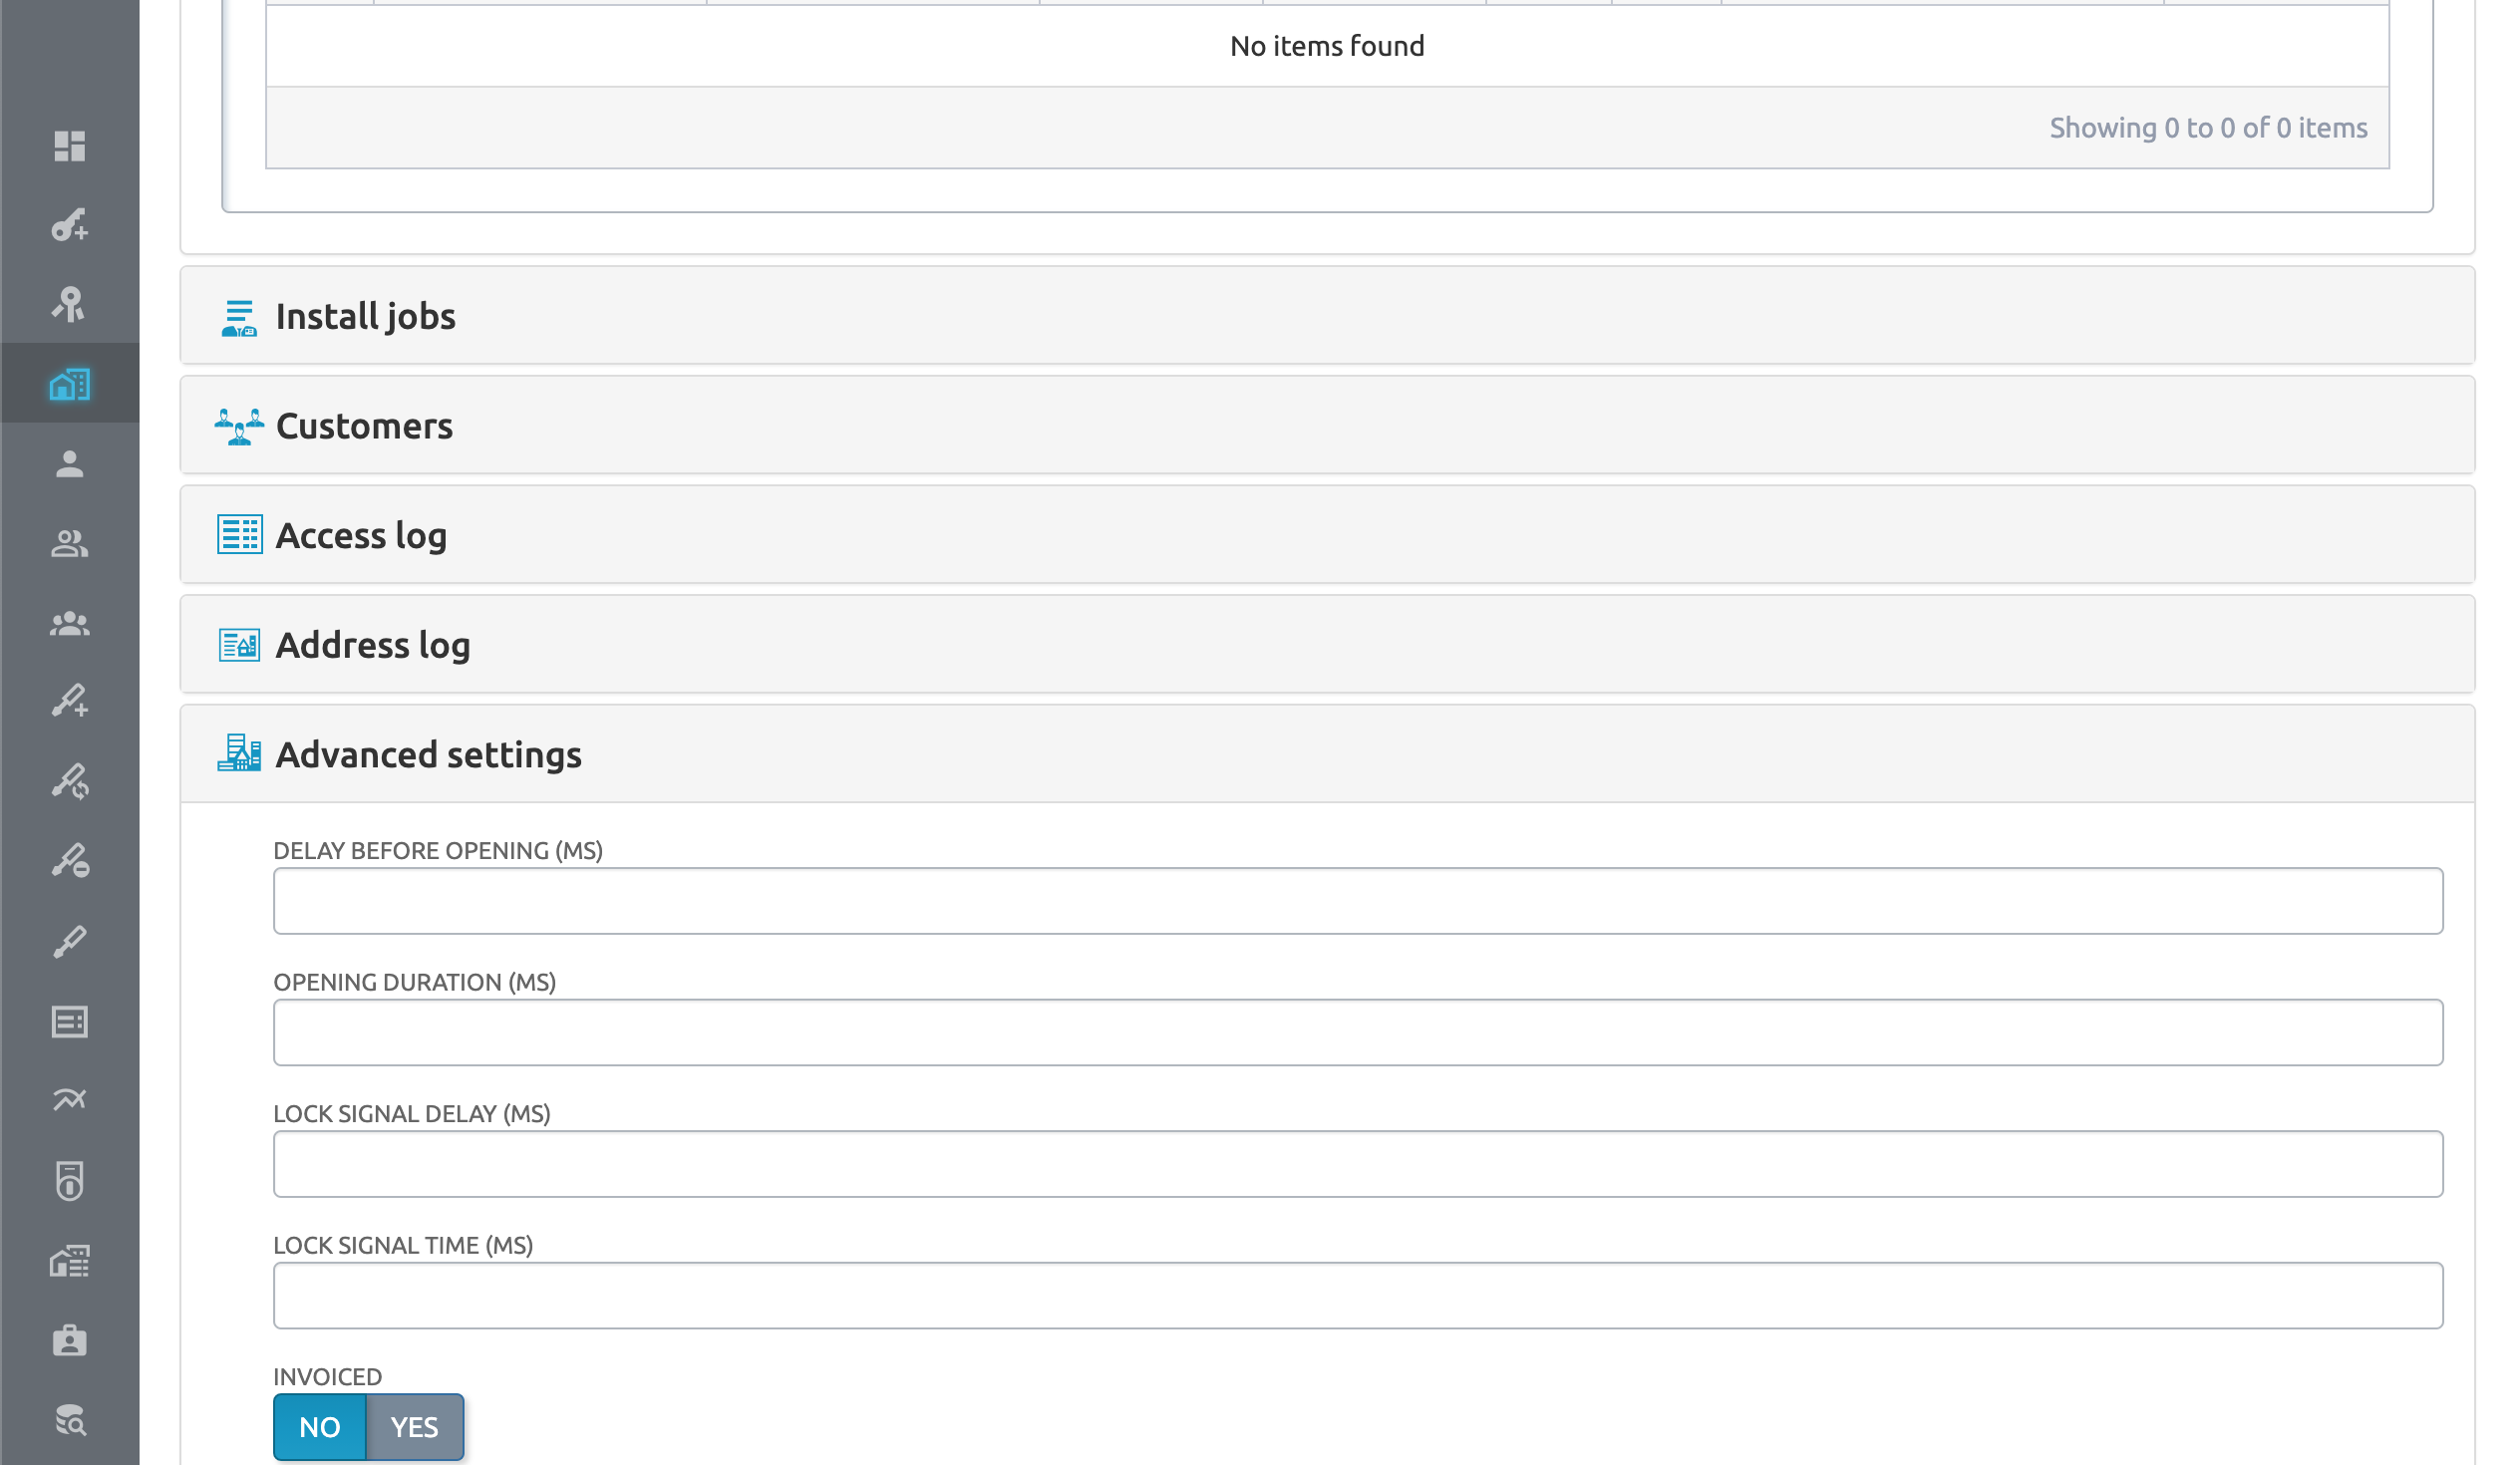 No items found
Showing 0 to 0 of 0 items
Install jobs
Customers
Access log
Address log
Advanced settings
DELAY BEFORE OPENING (MS)
OPENING DURATION (MS)
LOCK SIGNAL DELAY (MS)
LOCK SIGNAL TIME (MS)
INVOICED
NO YES